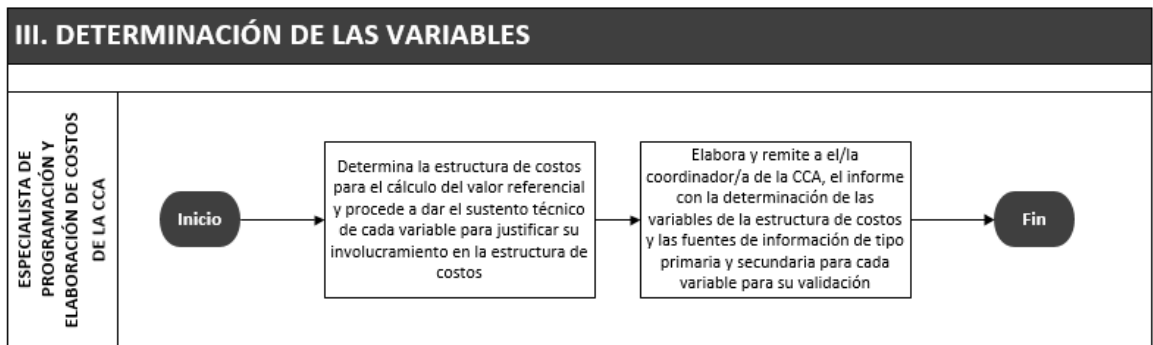 III. DETERMINACIÓN DE LAS VARIABLES
ESPECIALISTA DE
PROGRAMACIÓN Y
ELABORACIÓN DE COSTOS
DE LA CCA
Inicio
Determina la estructura de costos
para el cálculo del valor referencial
y procede a dar el sustento técnico
de cada variable para justificar su
involucramiento en la estructura de
costos
Elabora y remite a el/la
coordinador/a de la CCA, el informe
con la determinación de las
variables de la estructura de costos
y las fuentes de información de tipo
primaria y secundaria para cada
variable para su validación
Fin